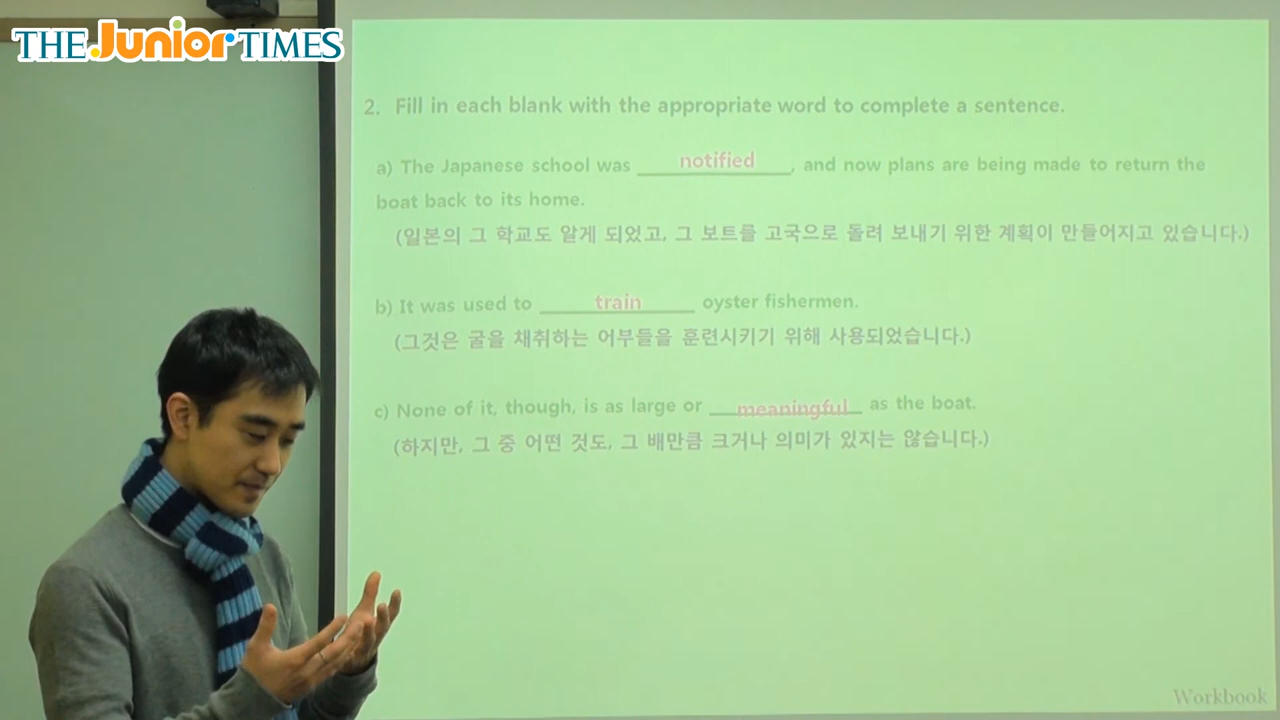 THE Junior TIMES
2. Fill in each blank with the appropriate word to complete a sentence.
a) The Japanese school was notified, and now plans are being made to return the
boat back to its home.
(일본의 그 학교도 알게 되었고, 그 보트를 고국으로 돌려 보내기 위한 계획이 만들어지고 있습니다.)
b) It was used to train oyster fishermen.
(그것은 굴을 채취하는 어부들을 훈련시키기 위해 사용되었습니다.)
c) None of it, though, is as large or meaningful as the boat.
(하지만, 그 중 어떤 것도, 그 배만큼 크거나 의미가 있지는 않습니다.)
Workbook